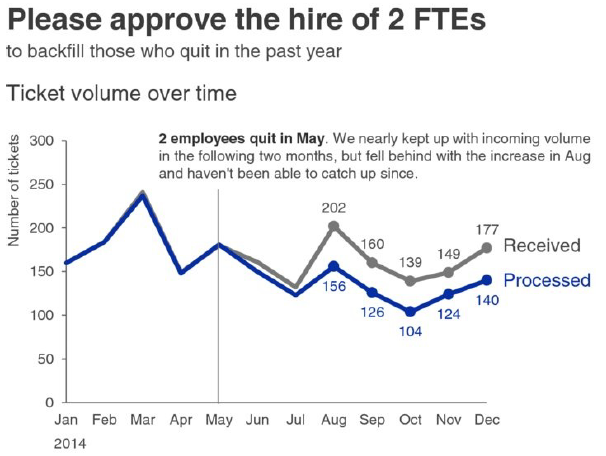 Please approve the hire of 2 FTEs
to backfill those who quit in the past year
Ticket volume over time
Number of tickets
300
250
200
150
100
50
0
2 employees quit in May. We nearly kept up with incoming volume
in the following two months, but fell behind with the increase in Aug
and haven't been able to catch up since.
202
160
139
149
177
Received
156
126
104
124
140
Processed
Jan Feb Mar Apr May Jun Jul Aug Sep Oct Nov Dec
2014